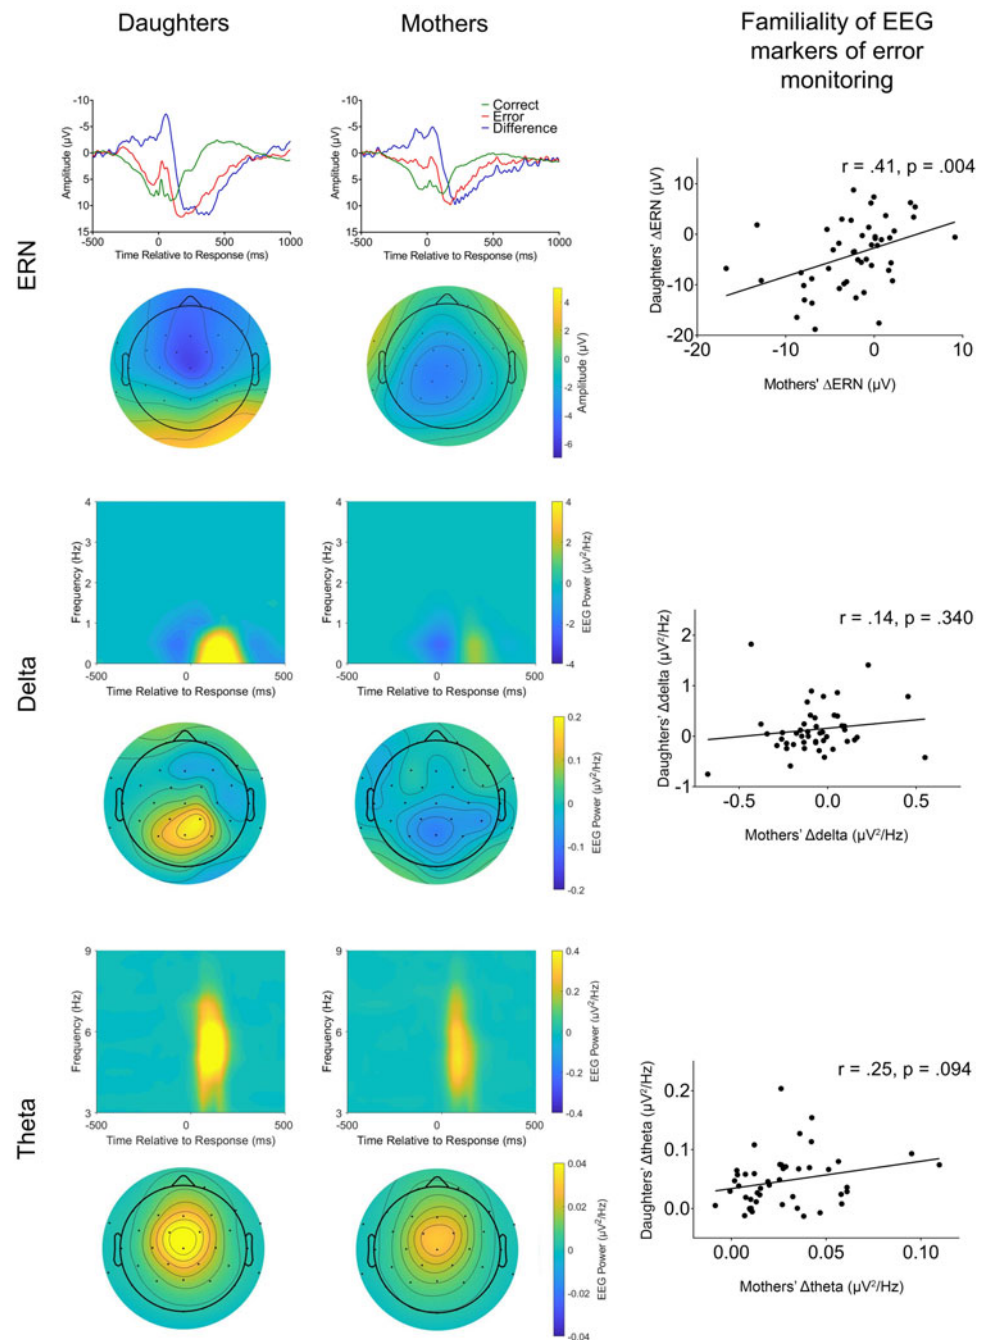 Daughters
Mothers
Familiality of EEG
markers of error
monitoring
ERN
-10
-5
0
5
10
15
Amplitude (μV)
-500
0
500
1000
Time Relative to Response (ms)
-10
-5
0
5
10
15
Amplitude (μV)
-500
0
500
1000
Time Relative to Response (ms)
Correct
Error
Difference
r = .41, p = .004
10
0
-10
-20
Daughters' ΔERN (μV)
-20
-10
0
10
Mothers' ΔERN (μV)
4
2
0
-2
-4
-6
Amplitude (μV)
Delta
4
3
2
1
0
Frequency (Hz)
-500
0
500
Time Relative to Response (ms)
4
3
2
1
0
Frequency (Hz)
-500
0
500
Time Relative to Response (ms)
4
2
0
-2
-4
EEG Power (μV²/Hz)
r = .14, p = .340
2
1
0
-1
Daughters' Δdelta (μV²/Hz)
-0.5
0.0
0.5
Mothers' Δdelta (μV²/Hz)
0.2
0.1
0
-0.1
-0.2
EEG Power (μV²/Hz)
Theta
9
6
3
Frequency (Hz)
-500
0
500
Time Relative to Response (ms)
9
6
3
Frequency (Hz)
-500
0
500
Time Relative to Response (ms)
0.4
0.2
0
-0.2
-0.4
EEG Power (μV²/Hz)
r = .25, p = .094
0.2
0.1
0.0
Daughters' Δtheta (μV²/Hz)
0.00
0.05
0.10
Mothers' Δtheta (μV²/Hz)
0.04
0.02
0
-0.02
-0.04
EEG Power (μV²/Hz)